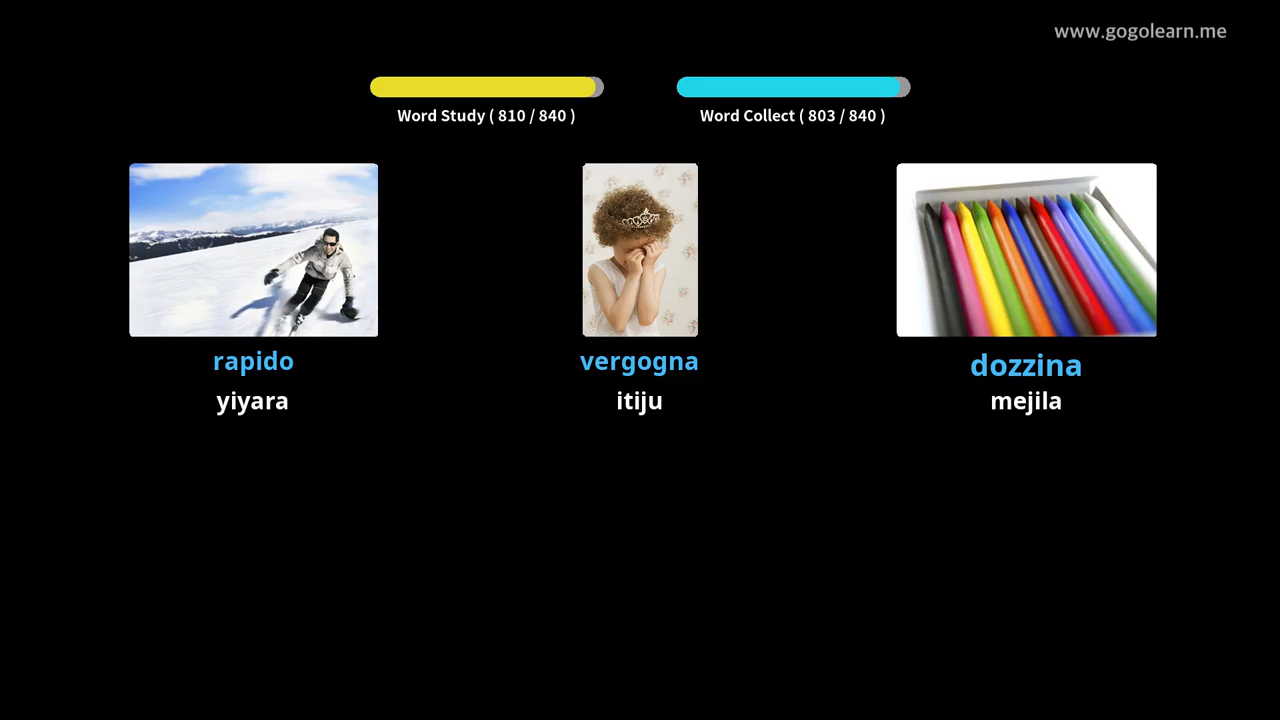 www.gogolearn.me
Word Study ( 810 / 840 )
Word Collect ( 803 / 840 )
rapido
yiyara
vergogna
itiju
dozzina
mejila